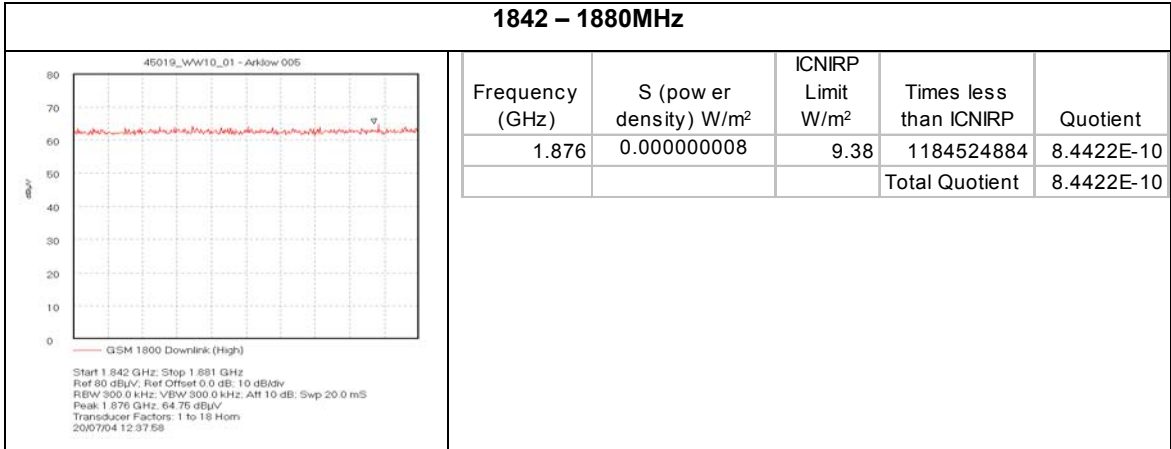 1842 – 1880MHz
45019_WW10_01 - Arklow 005
80
70
60
50
40
30
20
10
0
dBµV
GSM 1800 Downlink (High)
Start 1.842 GHz; Stop 1.881 GHz
Ref 80 dBµV; Ref Offset 0.0 dB; 10 dB/div
RBW 300.0 kHz; VBW 300.0 kHz; Att 10 dB; Swp 20.0 mS
Peak 1.876 GHz, 64.75 dBµV
Transducer Factors: 1 to 18 Horn
20/07/04 12:37:58
Frequency (GHz) S (pow er density) W/m² ICNIRP Limit W/m² Times less than ICNIRP Quotient
1.876 0.000000008 9.38 1184524884 8.4422E-10
Total Quotient 8.4422E-10